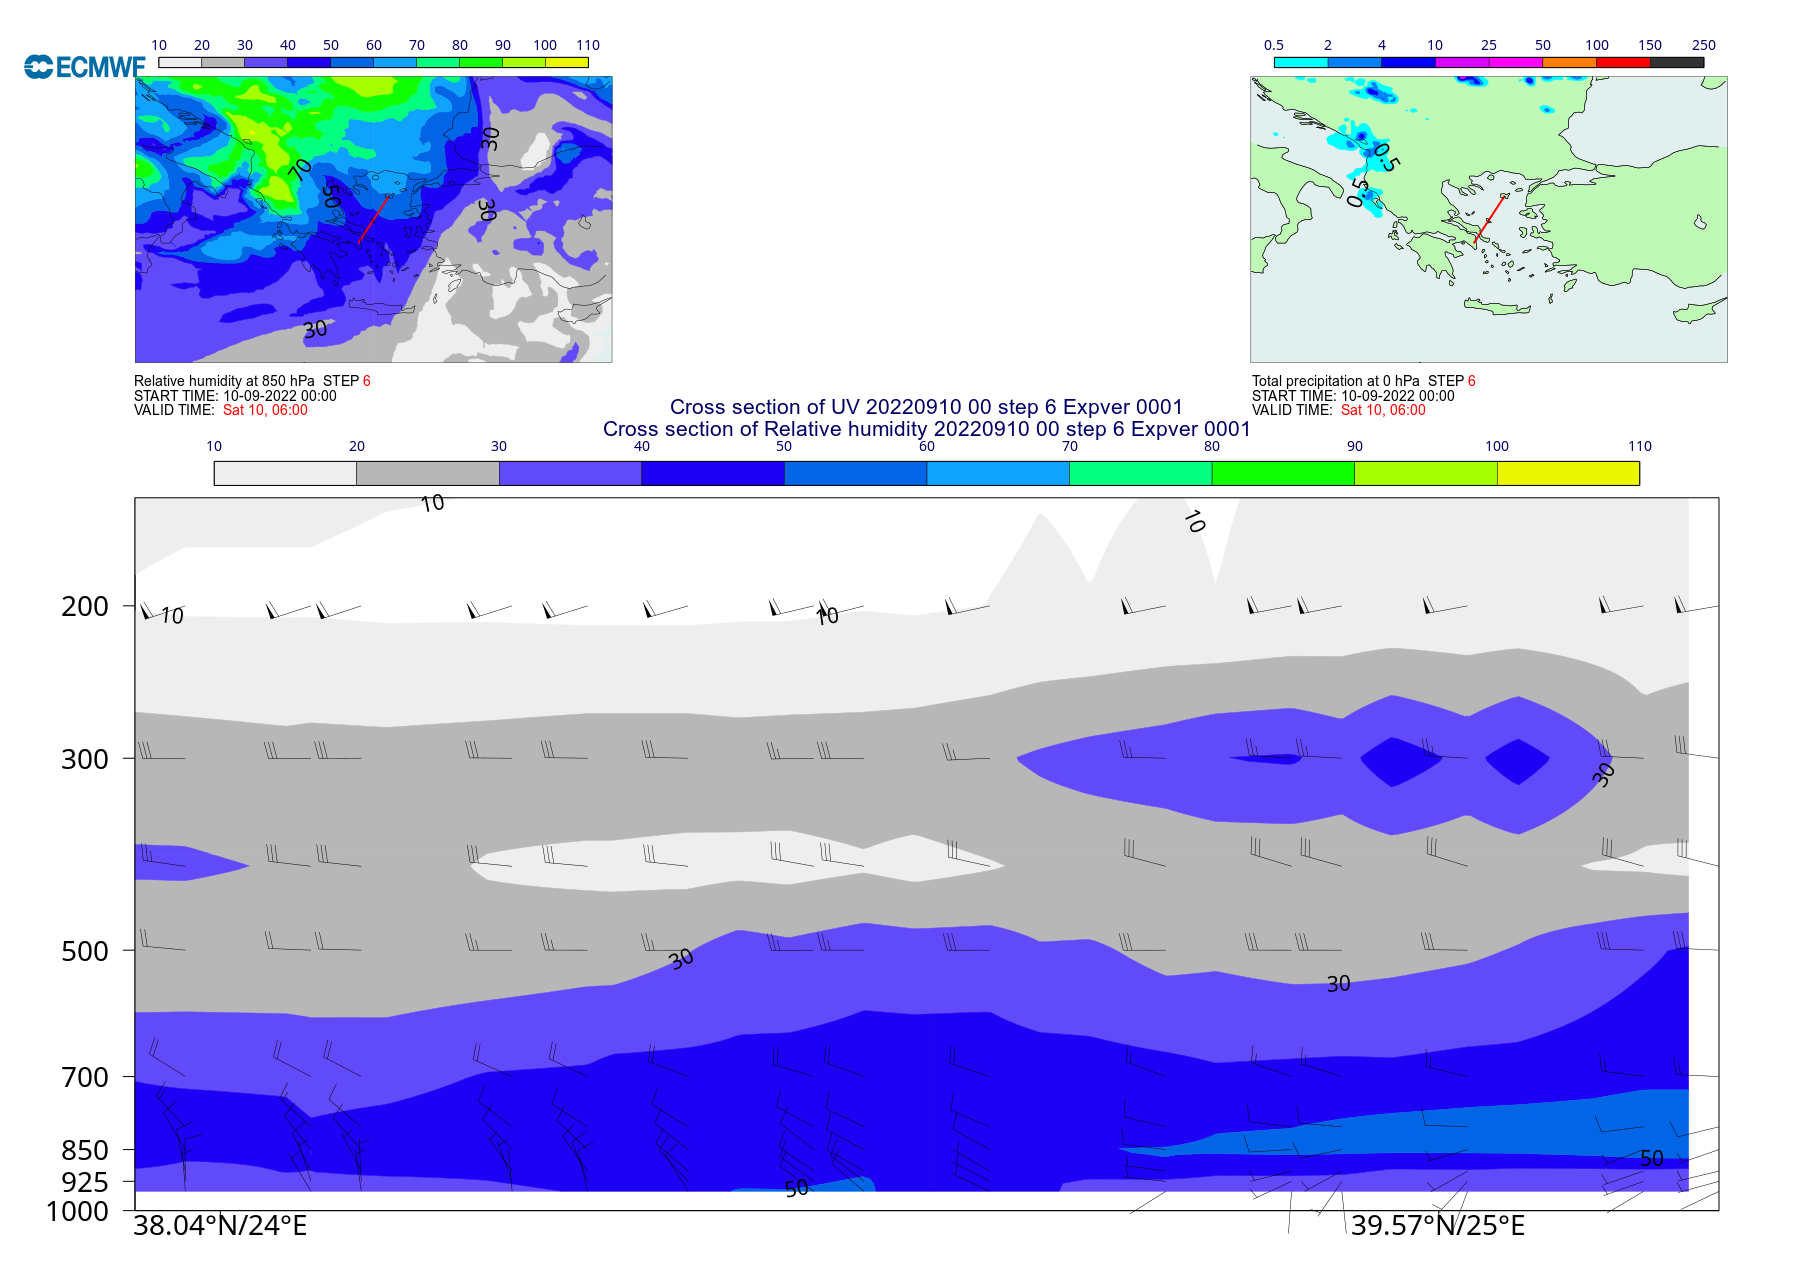 10 20 30 40 50 60 70 80 90 100 110
0.5 2 4 10 25 50 100 150 250
ECMWF
30
70
50
30
30
0.5
0.5
Relative humidity at 850 hPa STEP 6
START TIME: 10-09-2022 00:00
VALID TIME: Sat 10, 06:00
Total precipitation at 0 hPa STEP 6
START TIME: 10-09-2022 00:00
VALID TIME: Sat 10, 06:00
Cross section of UV 20220910 00 step 6 Expver 0001
Cross section of Relative humidity 20220910 00 step 6 Expver 0001
10 20 30 40 50 60 70 80 90 100 110
10
10
200
10
10
300
30
500
30
30
700
850
50
925
50
1000
38.04°N/24°E
39.57°N/25°E